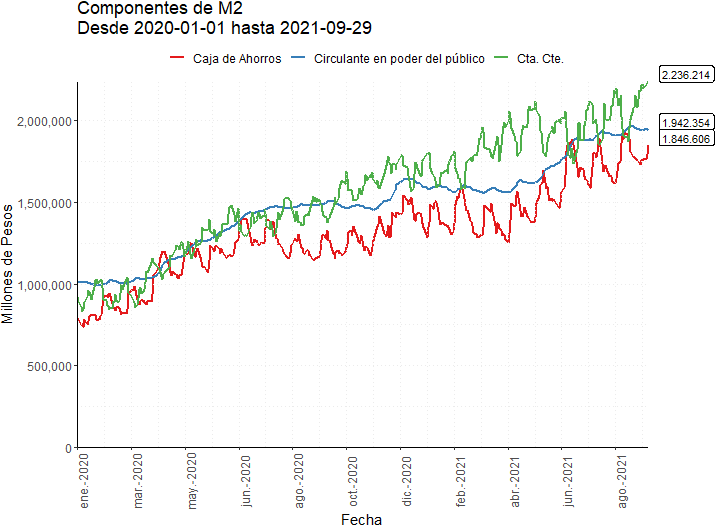 Componentes de M2
Desde 2020-01-01 hasta 2021-09-29
Caja de Ahorros Circulante en poder del público Cta. Cte.
2.236.214
1.942.354
1.846.606
2,000,000
1,500,000
1,000,000
500,000
0
Millones de Pesos
ene.-2020
mar.-2020
may.-2020
jun.-2020
ago.-2020
oct.-2020
dic.-2020
feb.-2021
abr.-2021
jun.-2021
ago.-2021
Fecha